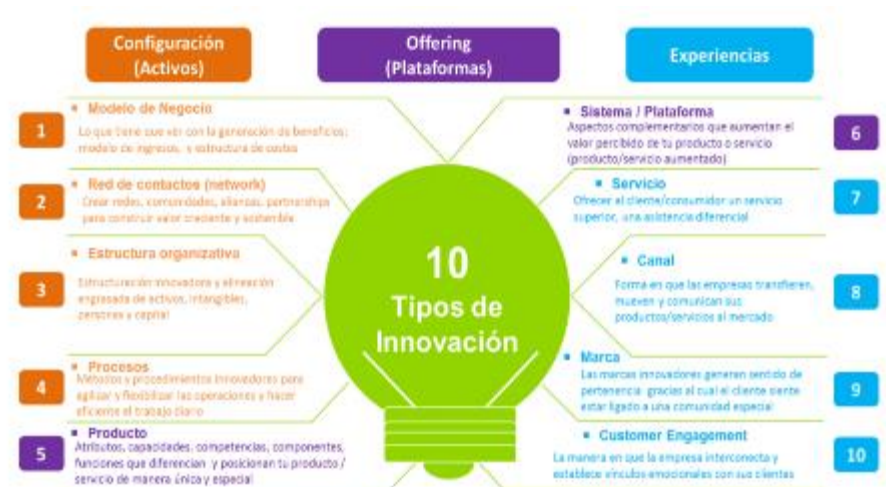 Configuración
(Activos)
Offering
(Plataformas)
Experiencias
1
Modelo de Negocio
Lo que tiene que ver con la generación de beneficios:
modelo de ingresos, y estructura de costos
2
Red de contactos (network)
Crear redes, comunidades, alianzas, partnerships
para construir valor creciente y sostenible
3
Estructura organizativa
Estructuración innovadora y alineación
engrasada de activos, intangibles,
personas y capital
4
Procesos
Métodos y procedimientos innovadores para
agilizar y flexibilizar las operaciones y hacer
eficiente el trabajo diario
5
Producto
Atributos, capacidades, competencias, componentes,
funciones que diferencian y posicionan tu producto /
servicio de manera única y especial
10
Tipos de
Innovación
Sistema / Plataforma
Aspectos complementarios que aumentan el
valor percibido de tu producto o servicio
(producto/servicio aumentado)
6
Servicio
Ofrecer al cliente/consumidor un servicio
superior, una asistencia diferencial
7
Canal
Forma en que las empresas transfieren,
mueven y comunican sus
productos/servicios al mercado
8
Marca
Las marcas innovadores generan sentido de
pertenencia gracias al cual el cliente siente
estar ligado a una comunidad especial
9
Customer Engagement
La manera en que la empresa interconecta y
establece vínculos emocionales con sus clientes
10